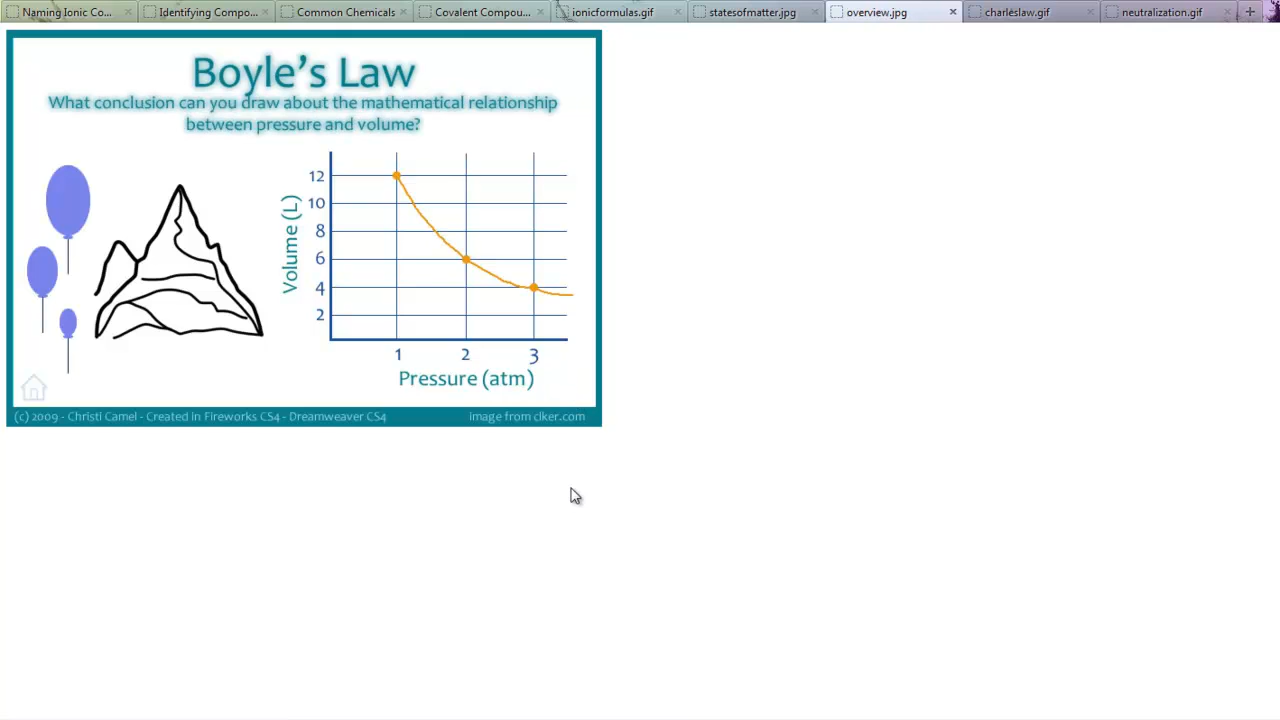 Naming Ionic Co...
Identifying Compo...
Common Chemicals
Covalent Compou...
ionicformulas.gif
statesofmatter.jpg
overview.jpg
charleslaw.gif
neutralization.gif
Boyle's Law
What conclusion can you draw about the mathematical relationship
between pressure and volume?
Volume (L)
12
10
8
6
4
2
1 2 3
Pressure (atm)
(c) 2009 - Christi Camel - Created in Fireworks CS4 - Dreamweaver CS4
image from clker.com